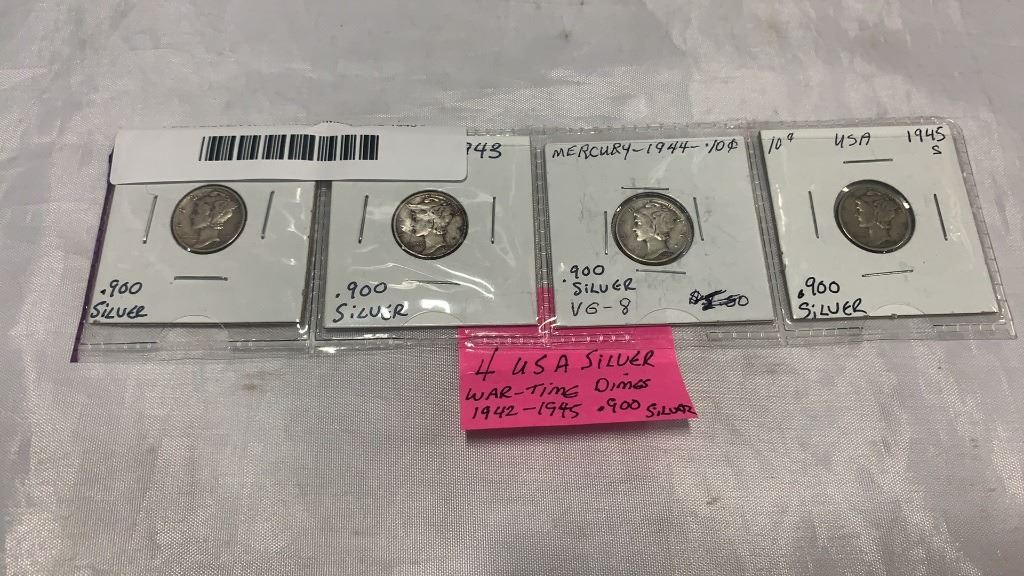 943
MERCURY-1944-.10¢
10¢ USA 1945
S
.900
SILVER
.900
SILVER
.900
SILVER
VG-8
.900
SILVER
4 USA SILVER
WAR-TIME DIMES
1942-1945 .900 SILVER